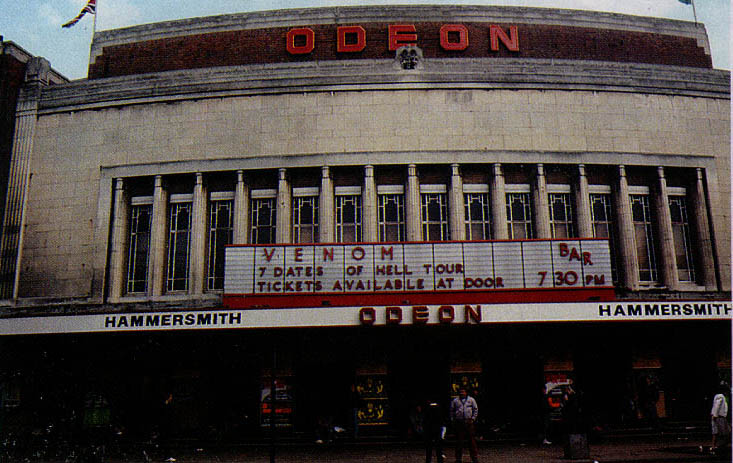 ODEON
VENOM BAR
7 DATES OF HELL TOUR 7 30 PM
TICKETS AVAILABLE AT DOOR
HAMMERSMITH ODEON HAMMERSMITH